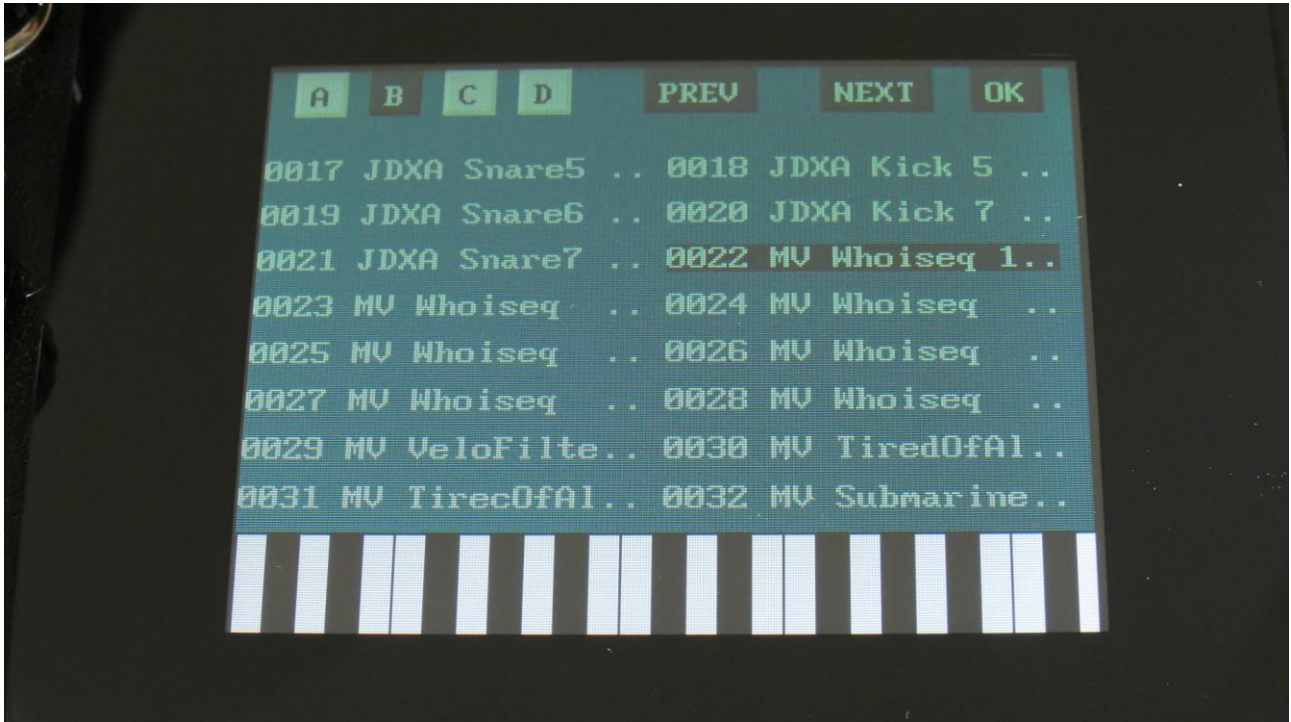 A B C D PREV NEXT OK
0017 JDXA Snare5 .. 0018 JDXA Kick 5 ..
0019 JDXA Snare6 .. 0020 JDXA Kick 7 ..
0021 JDXA Snare7 .. 0022 MV Whoiseq 1..
0023 MV Whoiseq .. 0024 MV Whoiseq ..
0025 MV Whoiseq .. 0026 MV Whoiseq ..
0027 MV Whoiseq .. 0028 MV Whoiseq ..
0029 MV VeloFilte.. 0030 MV TiredOfAl..
0031 MV TirecOfAl.. 0032 MV Submarine..